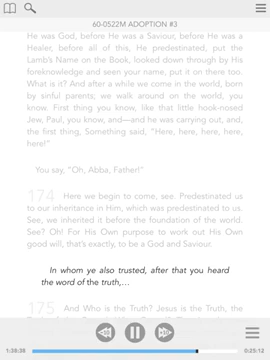 60-0522M ADOPTION #3
He was God, before He was a Saviour, before He was a
Healer, before all of this, He predestinated, put the
Lamb's Name on the Book, looked down through by His
foreknowledge and seen your name, put it on there too.
What is it? And after a while we come in the world, born
by sinful parents; we walk around on the world, you
know. First thing you know, like that little hook-nosed
Jew, Paul, you know, and—and he was carrying out, and,
the first thing, Something said, "Here, here, here, here,
here!"
You say, "Oh, Abba, Father!"
174 Here we begin to come, see. Predestinated us
to our inheritance in Him, which was predestinated to us.
See, we inherited it before the foundation of the world.
See? Oh! For His Own purpose to work out His Own
good will, that's exactly, to be a God and Saviour.
In whom ye also trusted, after that you heard
the word of the truth,...
175 And Who is the Truth? Jesus is the Truth, the
1:38:38
0:25:12